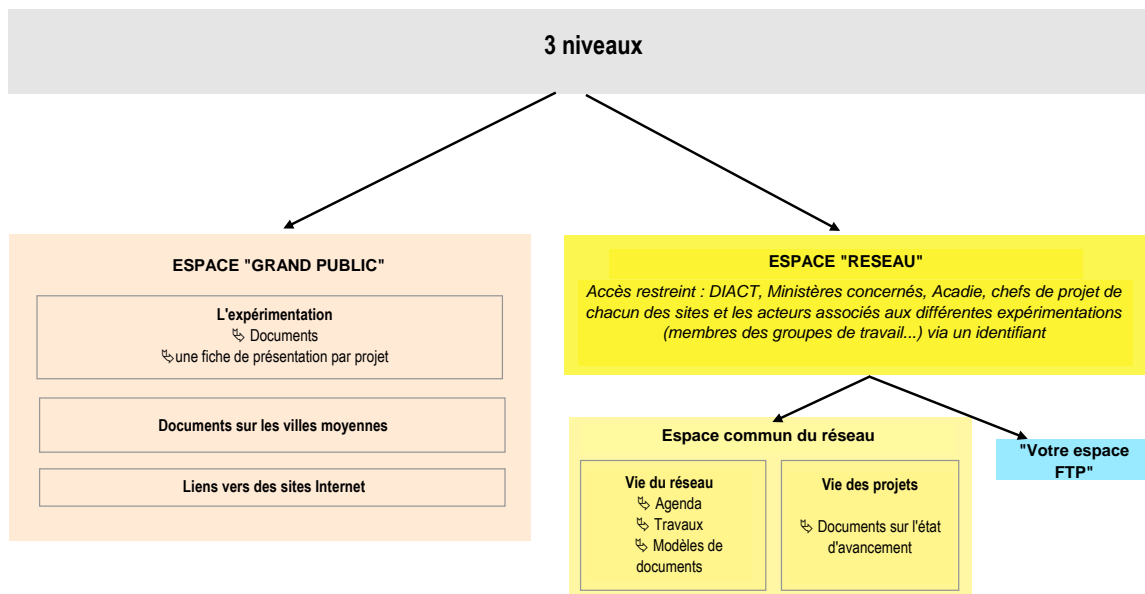 3 niveaux
ESPACE "GRAND PUBLIC"
L'expérimentation
Documents
une fiche de présentation par projet
Documents sur les villes moyennes
Liens vers des sites Internet
ESPACE "RESEAU"
Accès restreint : DIACT, Ministères concernés, Acadie, chefs de projet de
chacun des sites et les acteurs associés aux différentes expérimentations
(membres des groupes de travail...) via un identifiant
Espace commun du réseau
Vie du réseau
Agenda
Travaux
Modèles de
documents
Vie des projets
Documents sur l'état
d'avancement
"Votre espace
FTP"